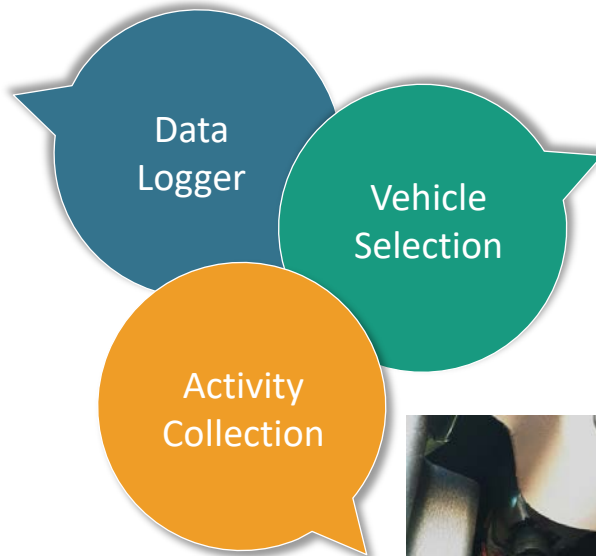 Data
Logger
Vehicle
Selection
Activity
Collection